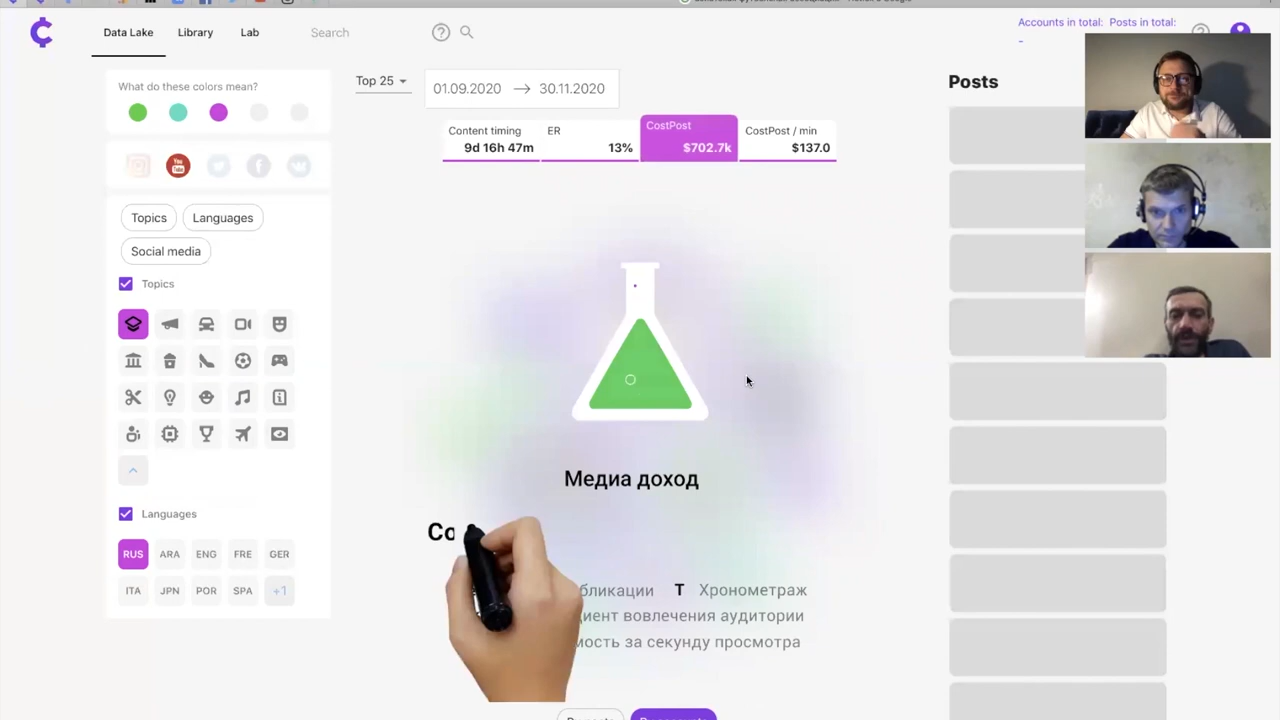 Accounts in total: Posts in total:
-
Data Lake Library Lab Search
What do these colors mean?
Top 25
01.09.2020 → 30.11.2020
Posts
Content timing
9d 16h 47m
ER
13%
CostPost
$702.7k
CostPost / min
$137.0
You
Tube
Topics Languages
Social media
Topics
Languages
RUS ARA ENG FRE GER
ITA JPN POR SPA +1
Медиа доход
Co
бликации T Хронометраж
циент вовлечения аудитории
мость за секунду просмотра